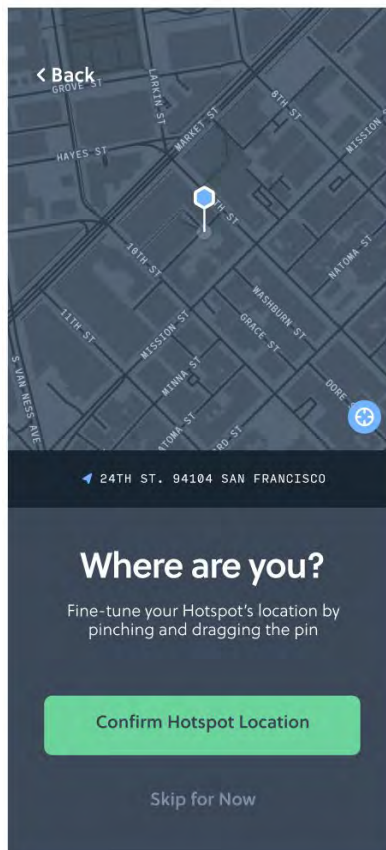 Back
GROVE ST
LARKIN ST
MARKET ST
8TH ST
MISSION
HAYES ST
TH ST
10TH ST
NATOMA ST
WASHBURN ST
11TH ST
MISSION ST
GRACE ST
MINNA ST
S VAN NESS AVE
DORE
ATOMA ST
RD ST
24TH ST. 94104 SAN FRANCISCO
Where are you?
Fine-tune your Hotspot's location by
pinching and dragging the pin
Confirm Hotspot Location
Skip for Now